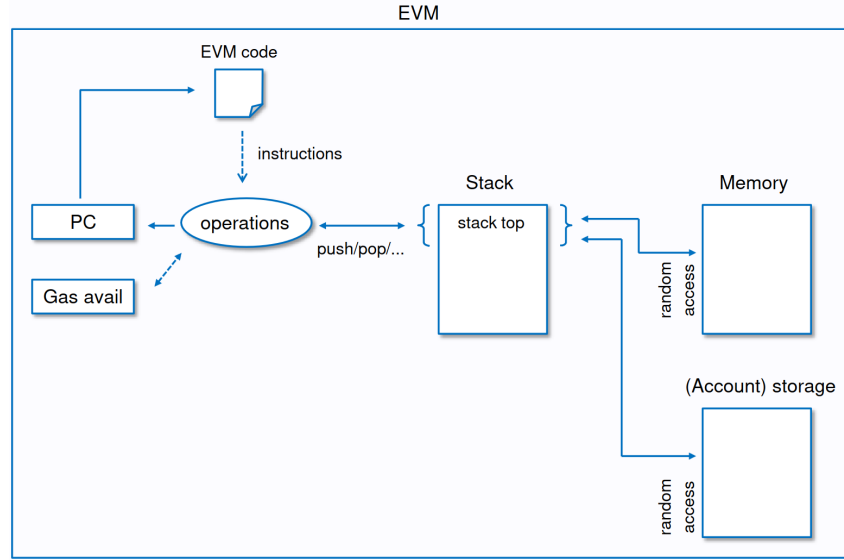 EVM
EVM code
instructions
Stack
Memory
PC
operations
stack top
push/pop/...
Gas avail
random
access
(Account) storage
random
access